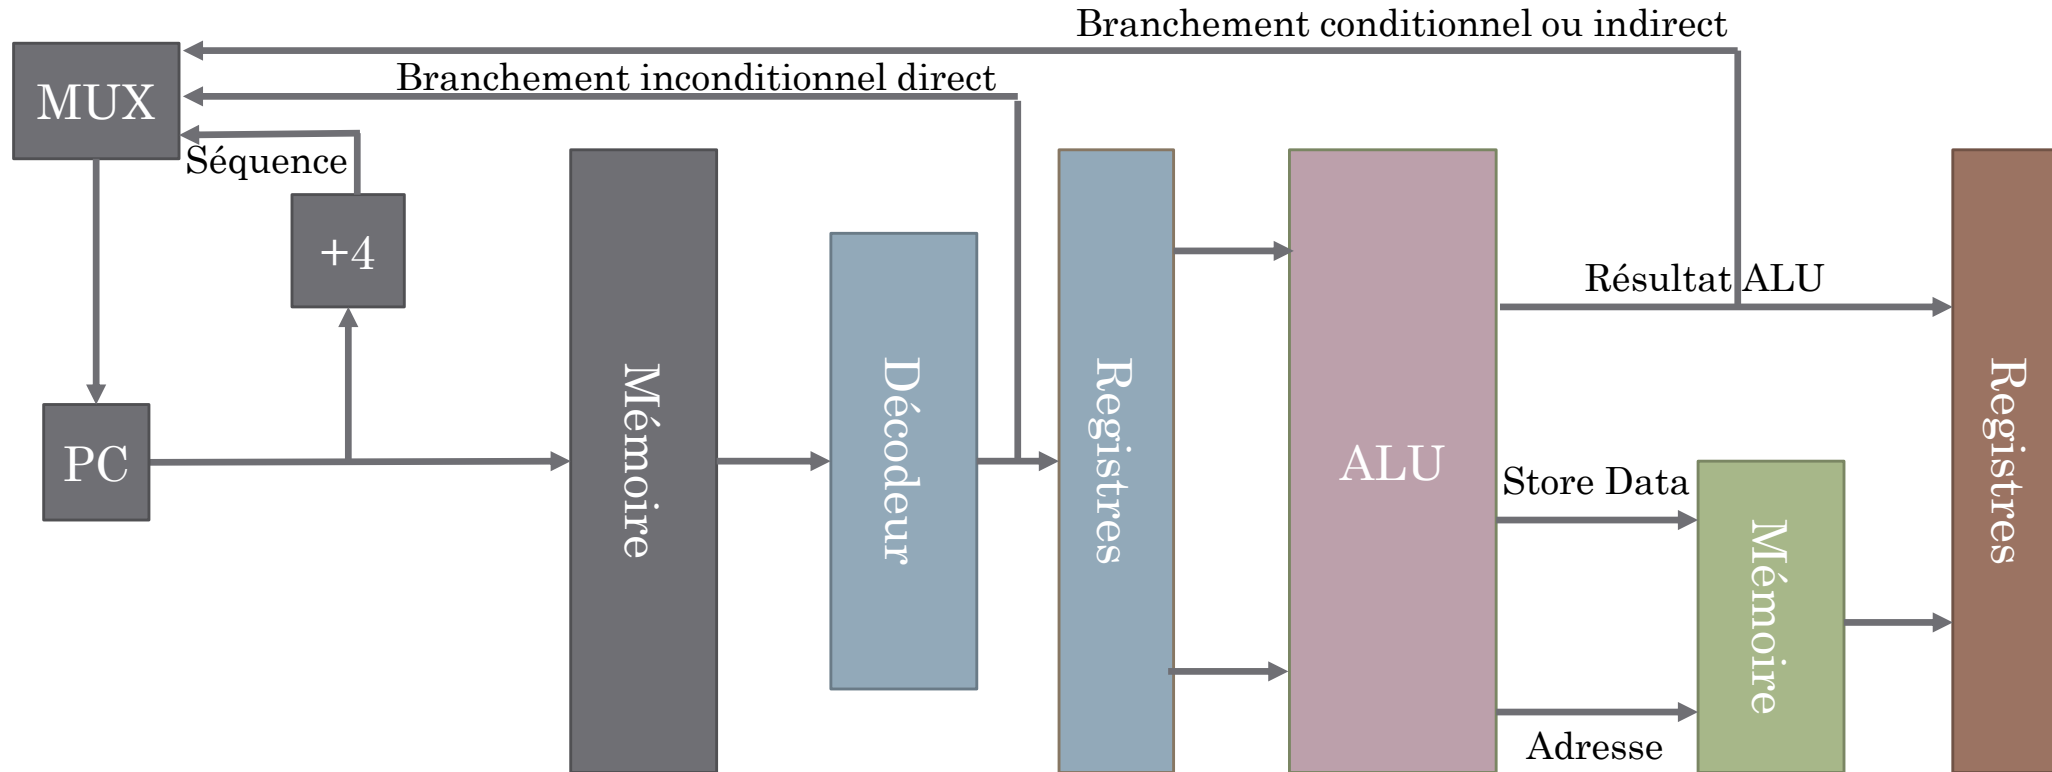 Branchement conditionnel ou indirect
Branchement inconditionnel direct
MUX
Séquence
+4
Résultat ALU
PC
Mémoire
Décodeur
Registres
ALU
Store Data
Mémoire
Adresse
Registres